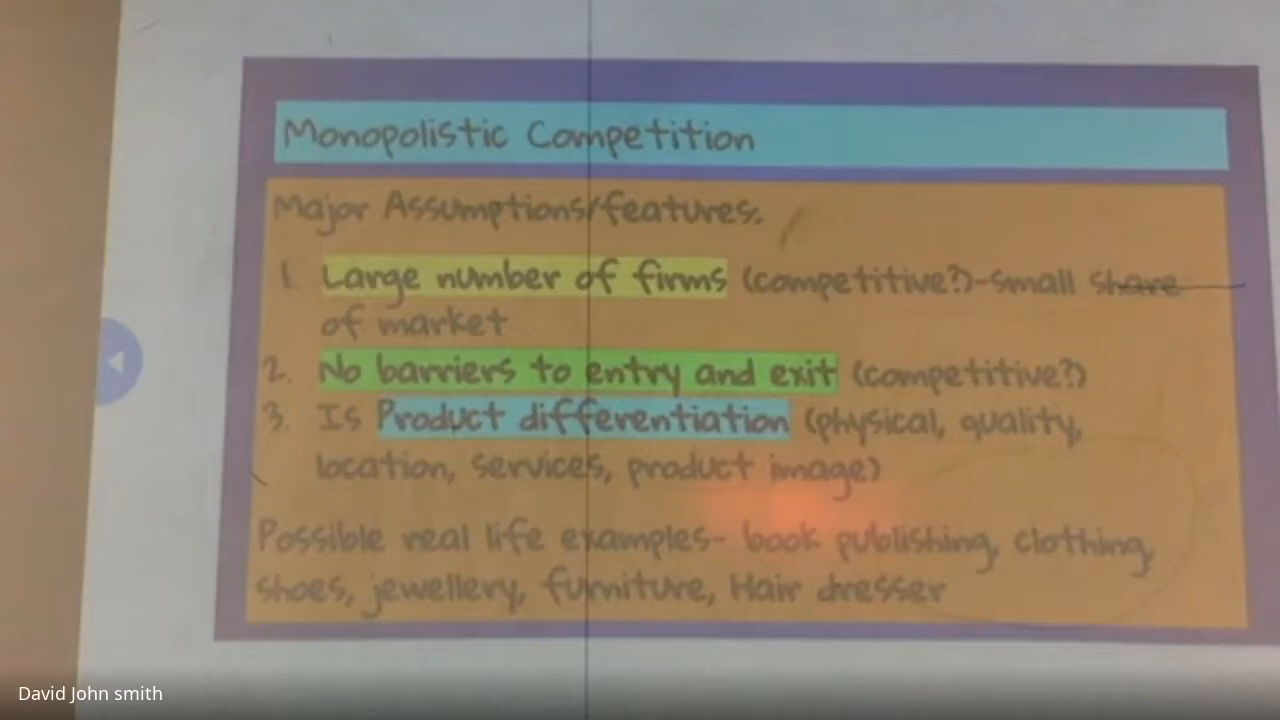 Monopolistic Competition
Major Assumptions/features:
1. Large number of firms (competitive?)-small share
of market
2. No barriers to entry and exit (competitive?)
3. Is Product differentiation (physical, quality,
location, services, product image)
Possible real life examples- book publishing, clothing,
shoes, jewellery, furniture, Hair dresser
David John smith